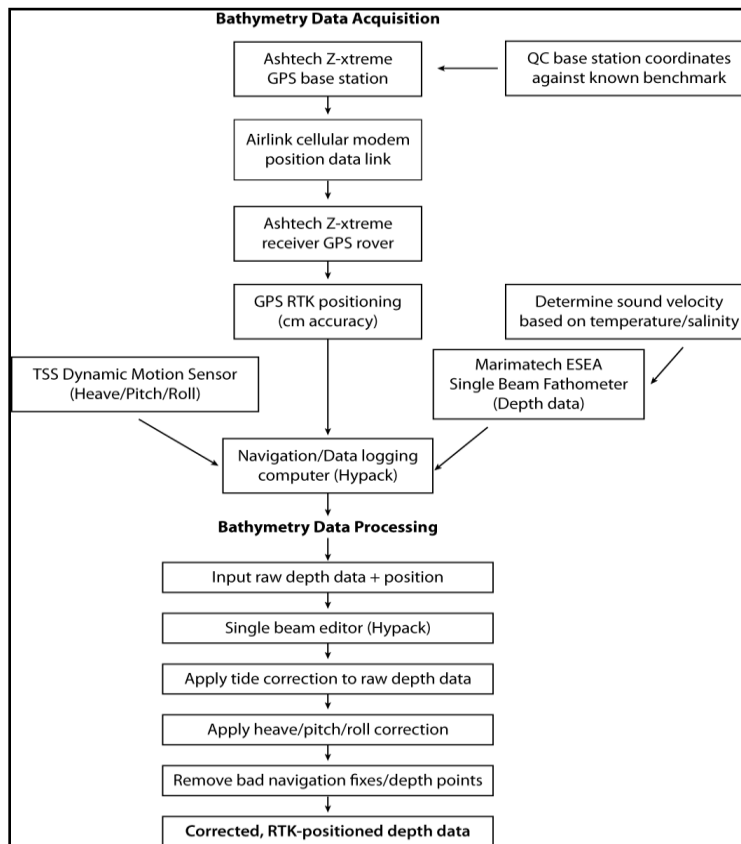 Bathymetry Data Acquisition
Ashtech Z-xtreme
GPS base station
QC base station coordinates
against known benchmark
Airlink cellular modem
position data link
Ashtech Z-xtreme
receiver GPS rover
GPS RTK positioning
(cm accuracy)
Determine sound velocity
based on temperature/salinity
TSS Dynamic Motion Sensor
(Heave/Pitch/Roll)
Marimatech ESEA
Single Beam Fathometer
(Depth data)
Navigation/Data logging
computer (Hypack)
Bathymetry Data Processing
Input raw depth data + position
Single beam editor (Hypack)
Apply tide correction to raw depth data
Apply heave/pitch/roll correction
Remove bad navigation fixes/depth points
Corrected, RTK-positioned depth data